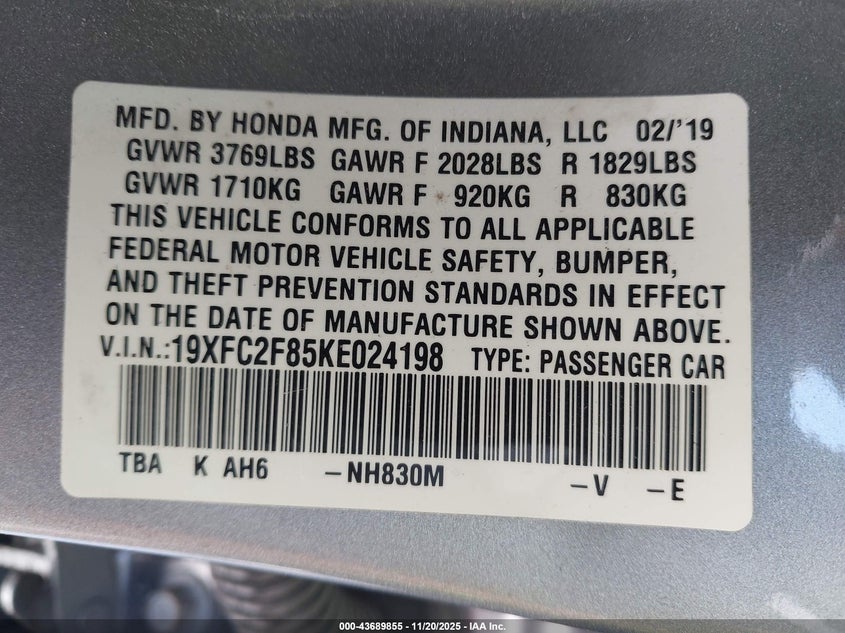 MFD. BY HONDA MFG. OF INDIANA, LLC 02/'19
GVWR 3769LBS GAWR F 2028LBS R 1829LBS
GVWR 1710KG GAWR F 920KG R 830KG
THIS VEHICLE CONFORMS TO ALL APPLICABLE
FEDERAL MOTOR VEHICLE SAFETY, BUMPER,
AND THEFT PREVENTION STANDARDS IN EFFECT
ON THE DATE OF MANUFACTURE SHOWN ABOVE.
V.I.N.:19XFC2F85KE024198 TYPE: PASSENGER CAR
TBA K AH6 –NH830M –V –E
000-43689855 - 11/20/2025 - IAA Inc.